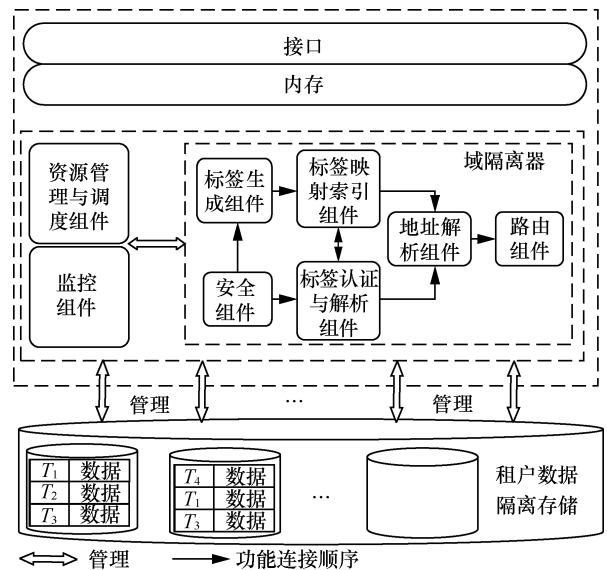 接口
内存
资源管
理与调
度组件
监控
组件
域隔离器
标签生
成组件
标签映
射索引
组件
地址解
析组件
路由
组件
安全
组件
标签认证
与解析
组件
管理
...
管理
T1 数据
T2 数据
T3 数据
T4 数据
T1 数据
T3 数据
...
租户数据
隔离存储
管理
功能连接顺序